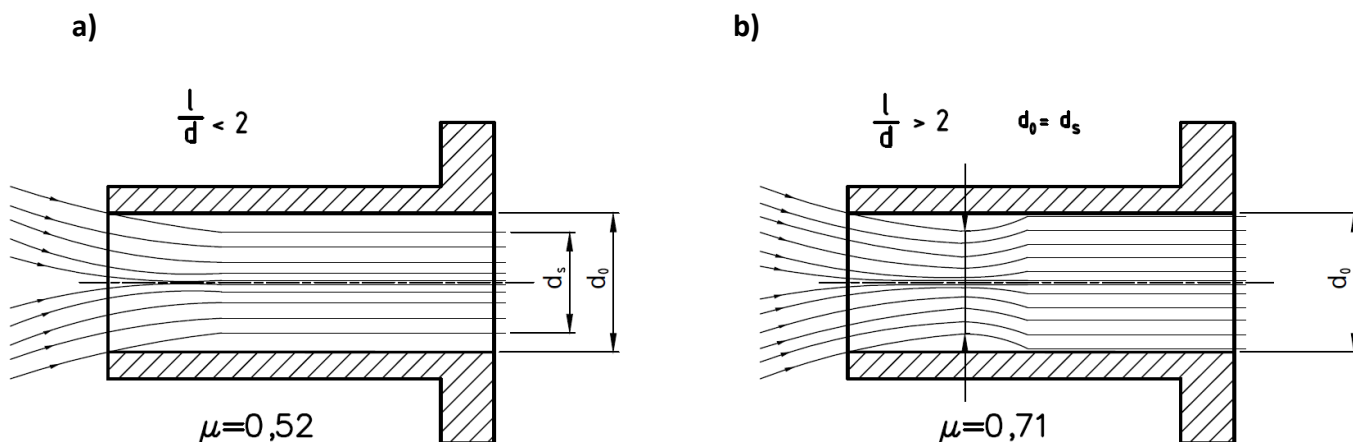 a)
l/d < 2
dₛ
d₀
μ=0,52
b)
l/d > 2 d₀= dₛ
d₀
μ=0,71